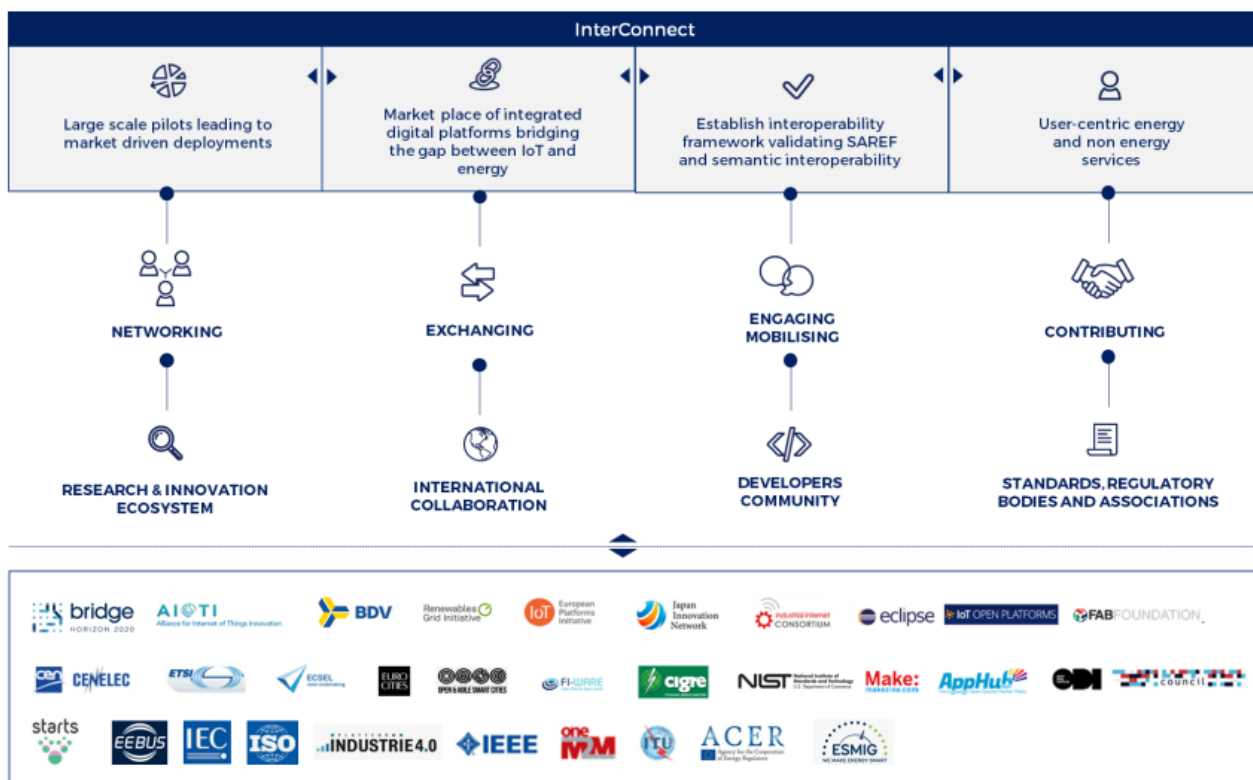 InterConnect
Large scale pilots leading to
market driven deployments
Market place of integrated
digital platforms bridging
the gap between IoT and
energy
Establish interoperability
framework validating SAREF
and semantic interoperability
User-centric energy
and non energy
services
NETWORKING
EXCHANGING
ENGAGING
MOBILISING
CONTRIBUTING
RESEARCH & INNOVATION
ECOSYSTEM
INTERNATIONAL
COLLABORATION
DEVELOPERS
COMMUNITY
STANDARDS, REGULATORY
BODIES AND ASSOCIATIONS
bridge
HORIZON 2020
AIOTI
Alliance for Internet of Things Innovation
BDV
Renewables
Grid Initiative
IoT
European
Platforms
Initiative
Japan
Innovation
Network
industrial internet
CONSORTIUM
eclipse
IoT OPEN PLATFORMS
FABFOUNDATION
cen
CENELEC
ETSI
ECSEL
Joint Undertaking
EURO
CITIES
OPEN & AGILE SMART CITIES
FI-WARE
cigre
NIST
National Institute of
Standards and Technology
U.S. Department of Commerce
Make:
makezine.com
AppHub
council
starts
EEBUS
IEC
ISO
PLATTFORM
INDUSTRIE4.0
IEEE
one
M2M
ITU
ACER
Agency for the Cooperation
of Energy Regulators
ESMIG
WE MAKE ENERGY SMART